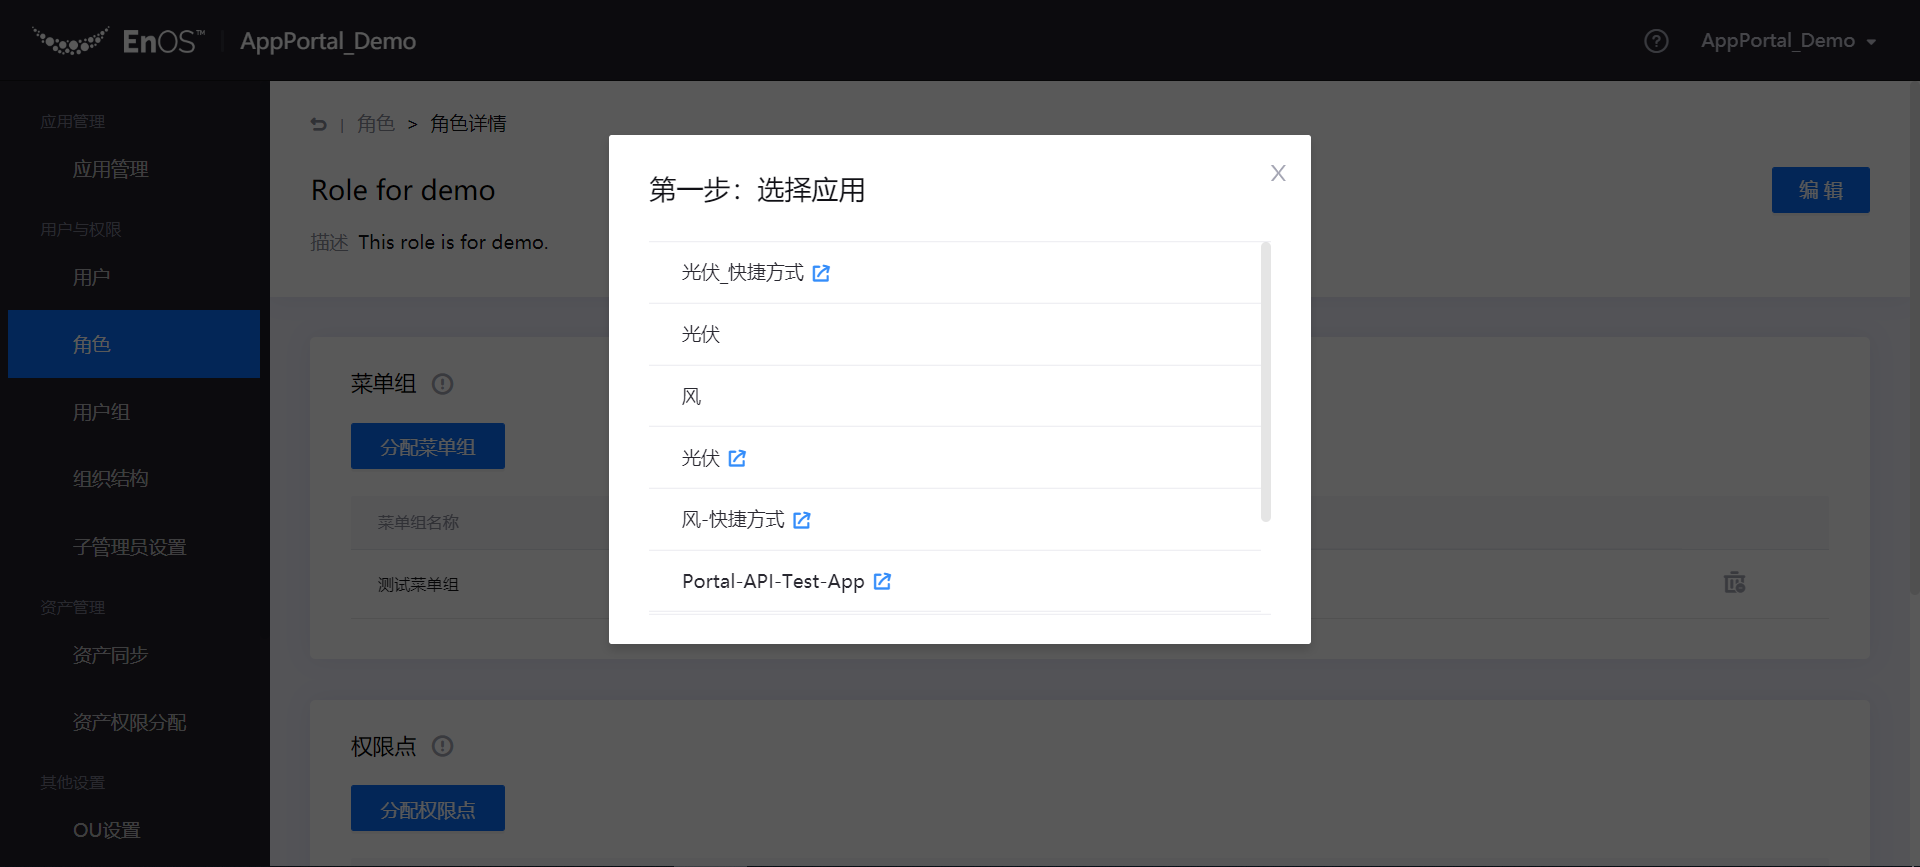 EnOS™ AppPortal_Demo
AppPortal_Demo
应用管理
应用管理
用户与权限
用户
角色
用户组
组织结构
子管理员设置
资产管理
资产同步
资产权限分配
其他设置
OU设置
角色 > 角色详情
Role for demo
编 辑
描述 This role is for demo.
菜单组
分配菜单组
菜单组名称
测试菜单组
权限点
分配权限点
第一步：选择应用
X
光伏_快捷方式
光伏
风
光伏
风-快捷方式
Portal-API-Test-App